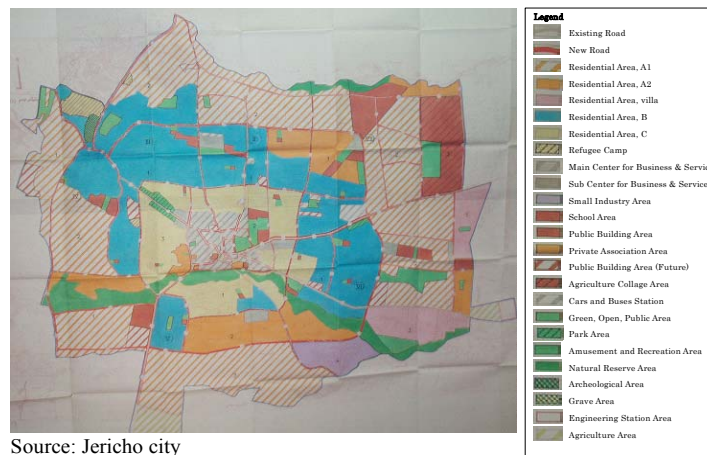 Legend
Existing Road
New Road
Residential Area, A1
Residential Area, A2
Residential Area, villa
Residential Area, B
Residential Area, C
Refugee Camp
Main Center for Business & Service
Sub Center for Business & Service
Small Industry Area
School Area
Public Building Area
Private Association Area
Public Building Area (Future)
Agriculture Collage Area
Cars and Buses Station
Green, Open, Public Area
Park Area
Amusement and Recreation Area
Natural Reserve Area
Archeological Area
Grave Area
Engineering Station Area
Agriculture Area
Source: Jericho city